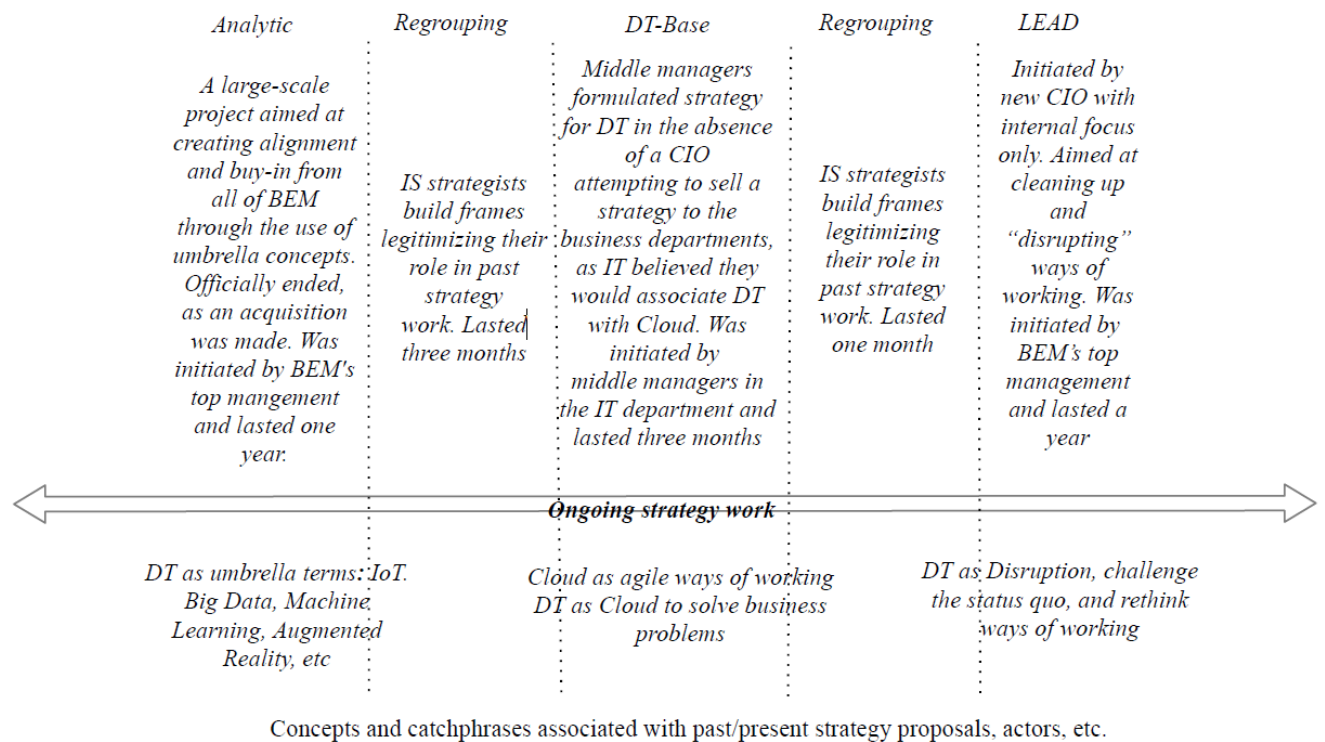 Analytic
A large-scale
project aimed at
creating alignment
and buy-in from
all of BEM
through the use of
umbrella concepts.
Officially ended,
as an acquisition
was made. Was
initiated by BEM's
top mangement
and lasted one
year.
Regrouping
IS strategists
build frames
legitimizing their
role in past
strategy
work. Lasted
three months
DT-Base
Middle managers
formulated strategy
for DT in the absence
of a CIO
attempting to sell a
strategy to the
business departments,
as IT believed they
would associate DT
with Cloud. Was
initiated by
middle managers in
the IT department and
lasted three months
Regrouping
IS strategists
build frames
legitimizing
their role in
past strategy
work. Lasted
one month
LEAD
Initiated by
new CIO with
internal focus
only. Aimed at
cleaning up
and
“disrupting”
ways of
working. Was
initiated by
BEM’s top
management
and lasted a
year
Ongoing strategy work
DT as umbrella terms: IoT.
Big Data, Machine
Learning, Augmented
Reality, etc
Cloud as agile ways of working
DT as Cloud to solve business
problems
DT as Disruption, challenge
the status quo, and rethink
ways of working
Concepts and catchphrases associated with past/present strategy proposals, actors, etc.